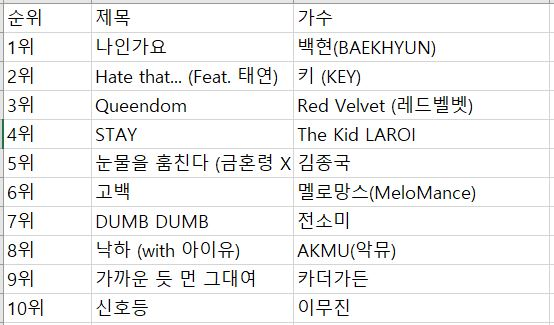 순위 제목 가수
1위 나인가요 백현(BAEKHYUN)
2위 Hate that... (Feat. 태연) 키 (KEY)
3위 Queendom Red Velvet (레드벨벳)
4위 STAY The Kid LAROI
5위 눈물을 훔친다 (금혼령 X 김종국
6위 고백 멜로망스(MeloMance)
7위 DUMB DUMB 전소미
8위 낙하 (with 아이유) AKMU(악뮤)
9위 가까운 듯 먼 그대여 카더가든
10위 신호등 이무진